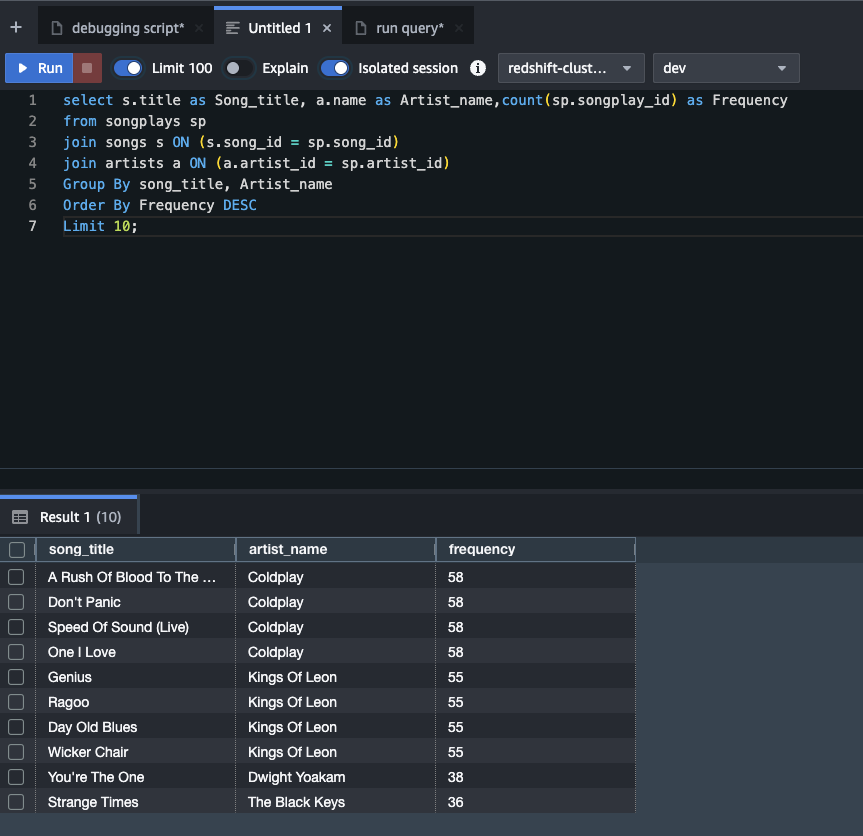 + debugging script* × Untitled 1 × run query* ×
Run Limit 100 Explain Isolated session i redshift-clust... dev
1 select s.title as Song_title, a.name as Artist_name,count(sp.songplay_id) as Frequency
2 from songplays sp
3 join songs s ON (s.song_id = sp.song_id)
4 join artists a ON (a.artist_id = sp.artist_id)
5 Group By song_title, Artist_name
6 Order By Frequency DESC
7 Limit 10;
Result 1 (10)
song_title artist_name frequency
A Rush Of Blood To The ... Coldplay 58
Don't Panic Coldplay 58
Speed Of Sound (Live) Coldplay 58
One I Love Coldplay 58
Genius Kings Of Leon 55
Ragoo Kings Of Leon 55
Day Old Blues Kings Of Leon 55
Wicker Chair Kings Of Leon 55
You're The One Dwight Yoakam 38
Strange Times The Black Keys 36